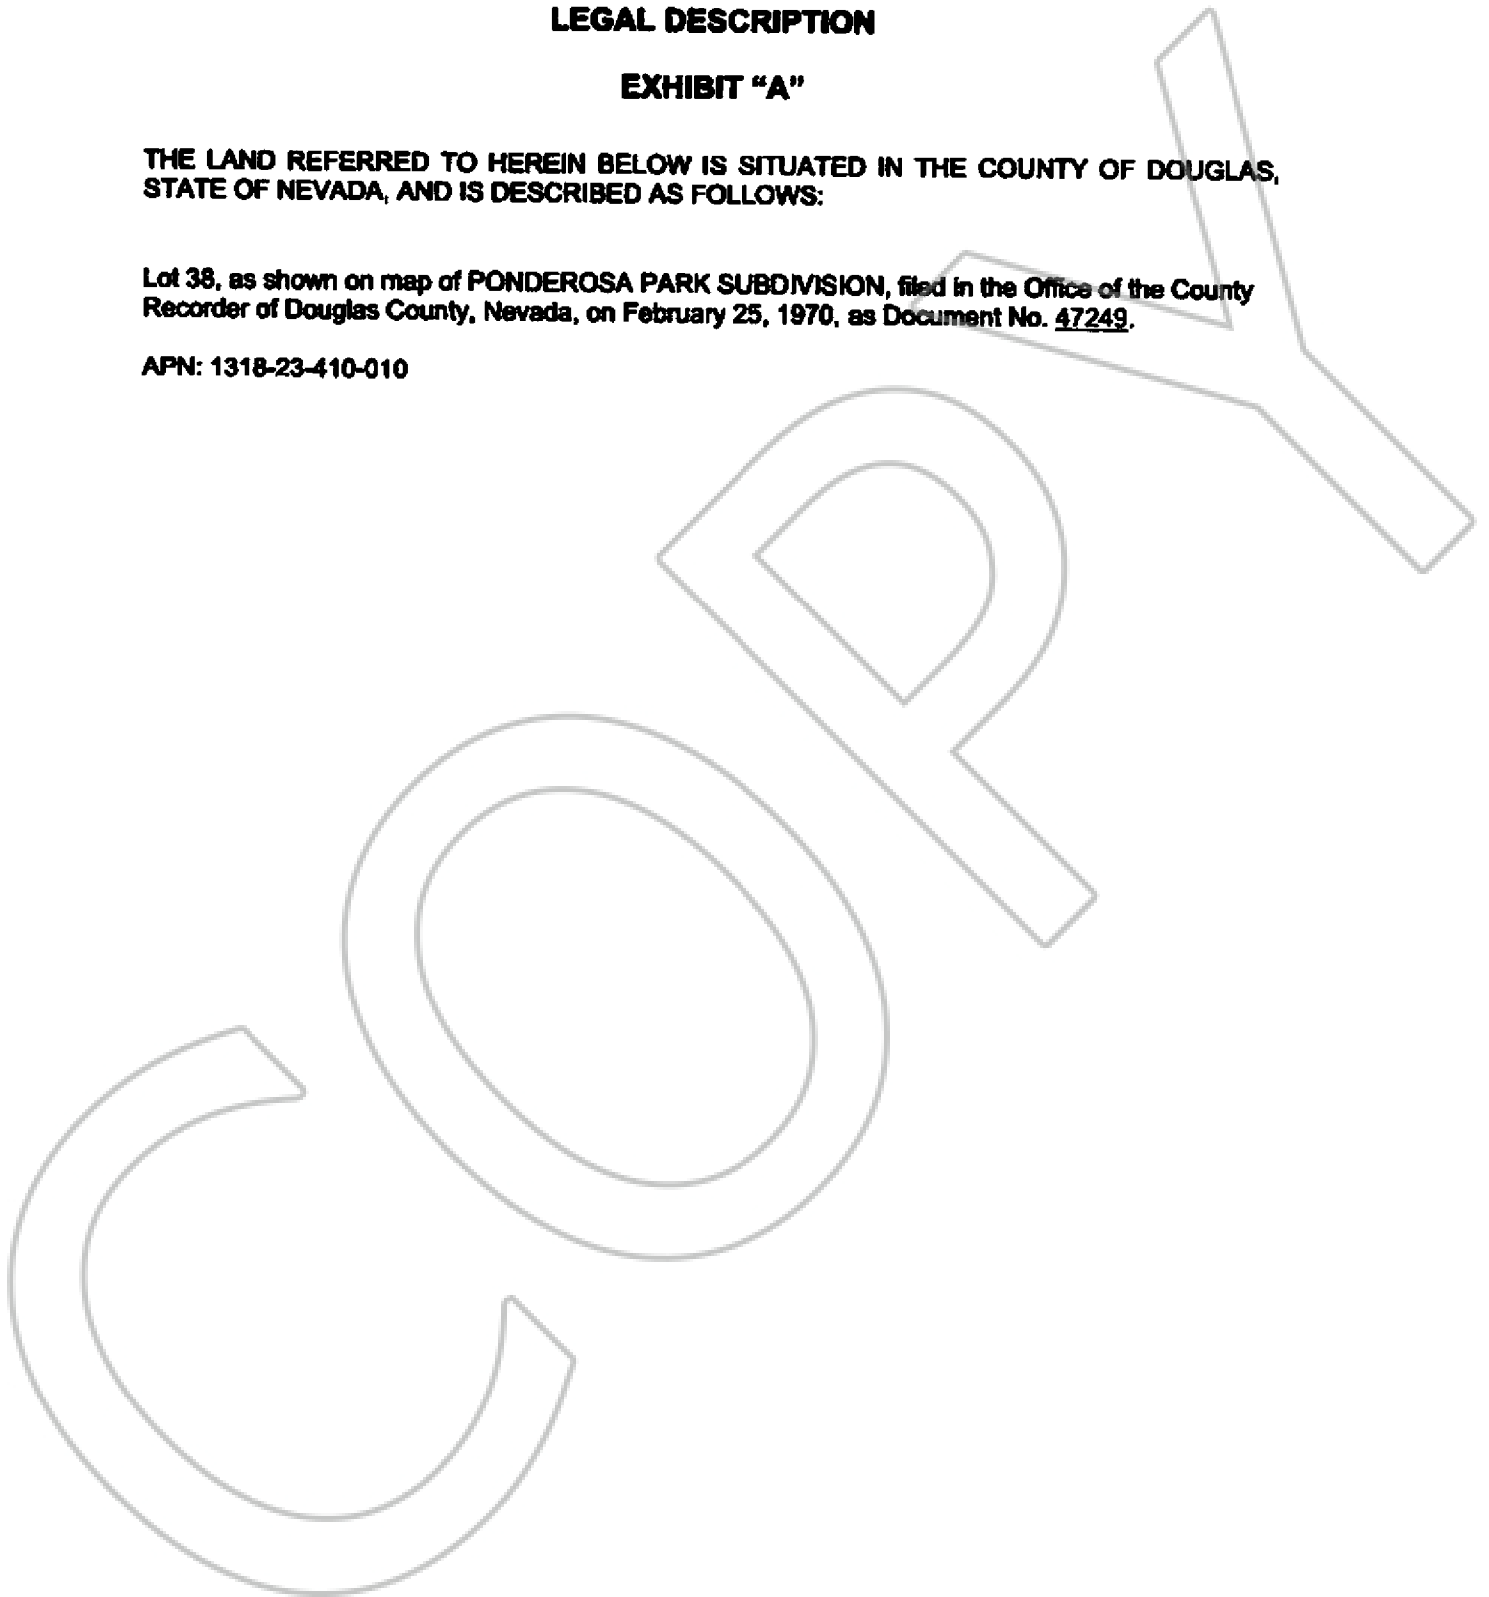 LEGAL DESCRIPTION
EXHIBIT “A”
THE LAND REFERRED TO HEREIN BELOW IS SITUATED IN THE COUNTY OF DOUGLAS,
STATE OF NEVADA, AND IS DESCRIBED AS FOLLOWS:
Lot 38, as shown on map of PONDEROSA PARK SUBDIVISION, filed in the Office of the County
Recorder of Douglas County, Nevada, on February 25, 1970, as Document No. 47249.
APN: 1318-23-410-010
COPY